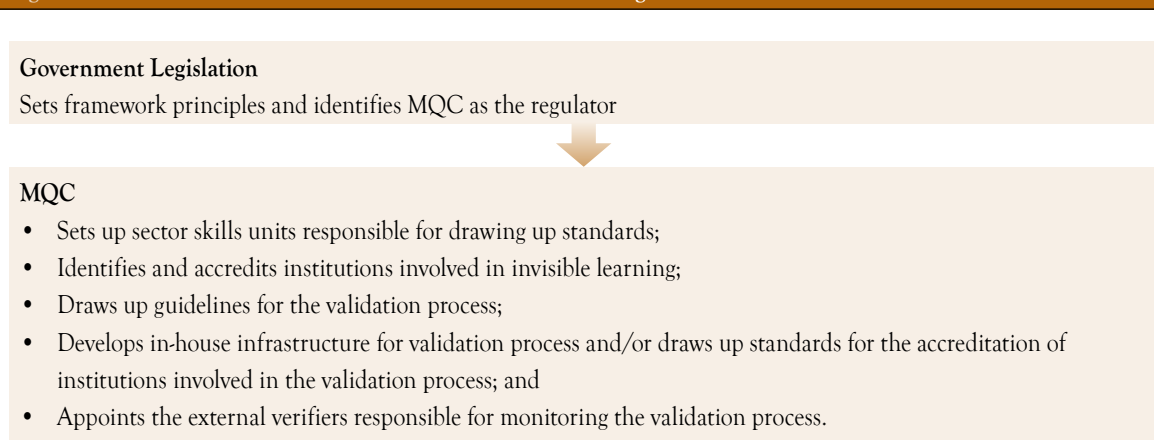 Government Legislation
Sets framework principles and identifies MQC as the regulator
MQC
• Sets up sector skills units responsible for drawing up standards;
• Identifies and accredits institutions involved in invisible learning;
• Draws up guidelines for the validation process;
• Develops in-house infrastructure for validation process and/or draws up standards for the accreditation of
institutions involved in the validation process; and
• Appoints the external verifiers responsible for monitoring the validation process.